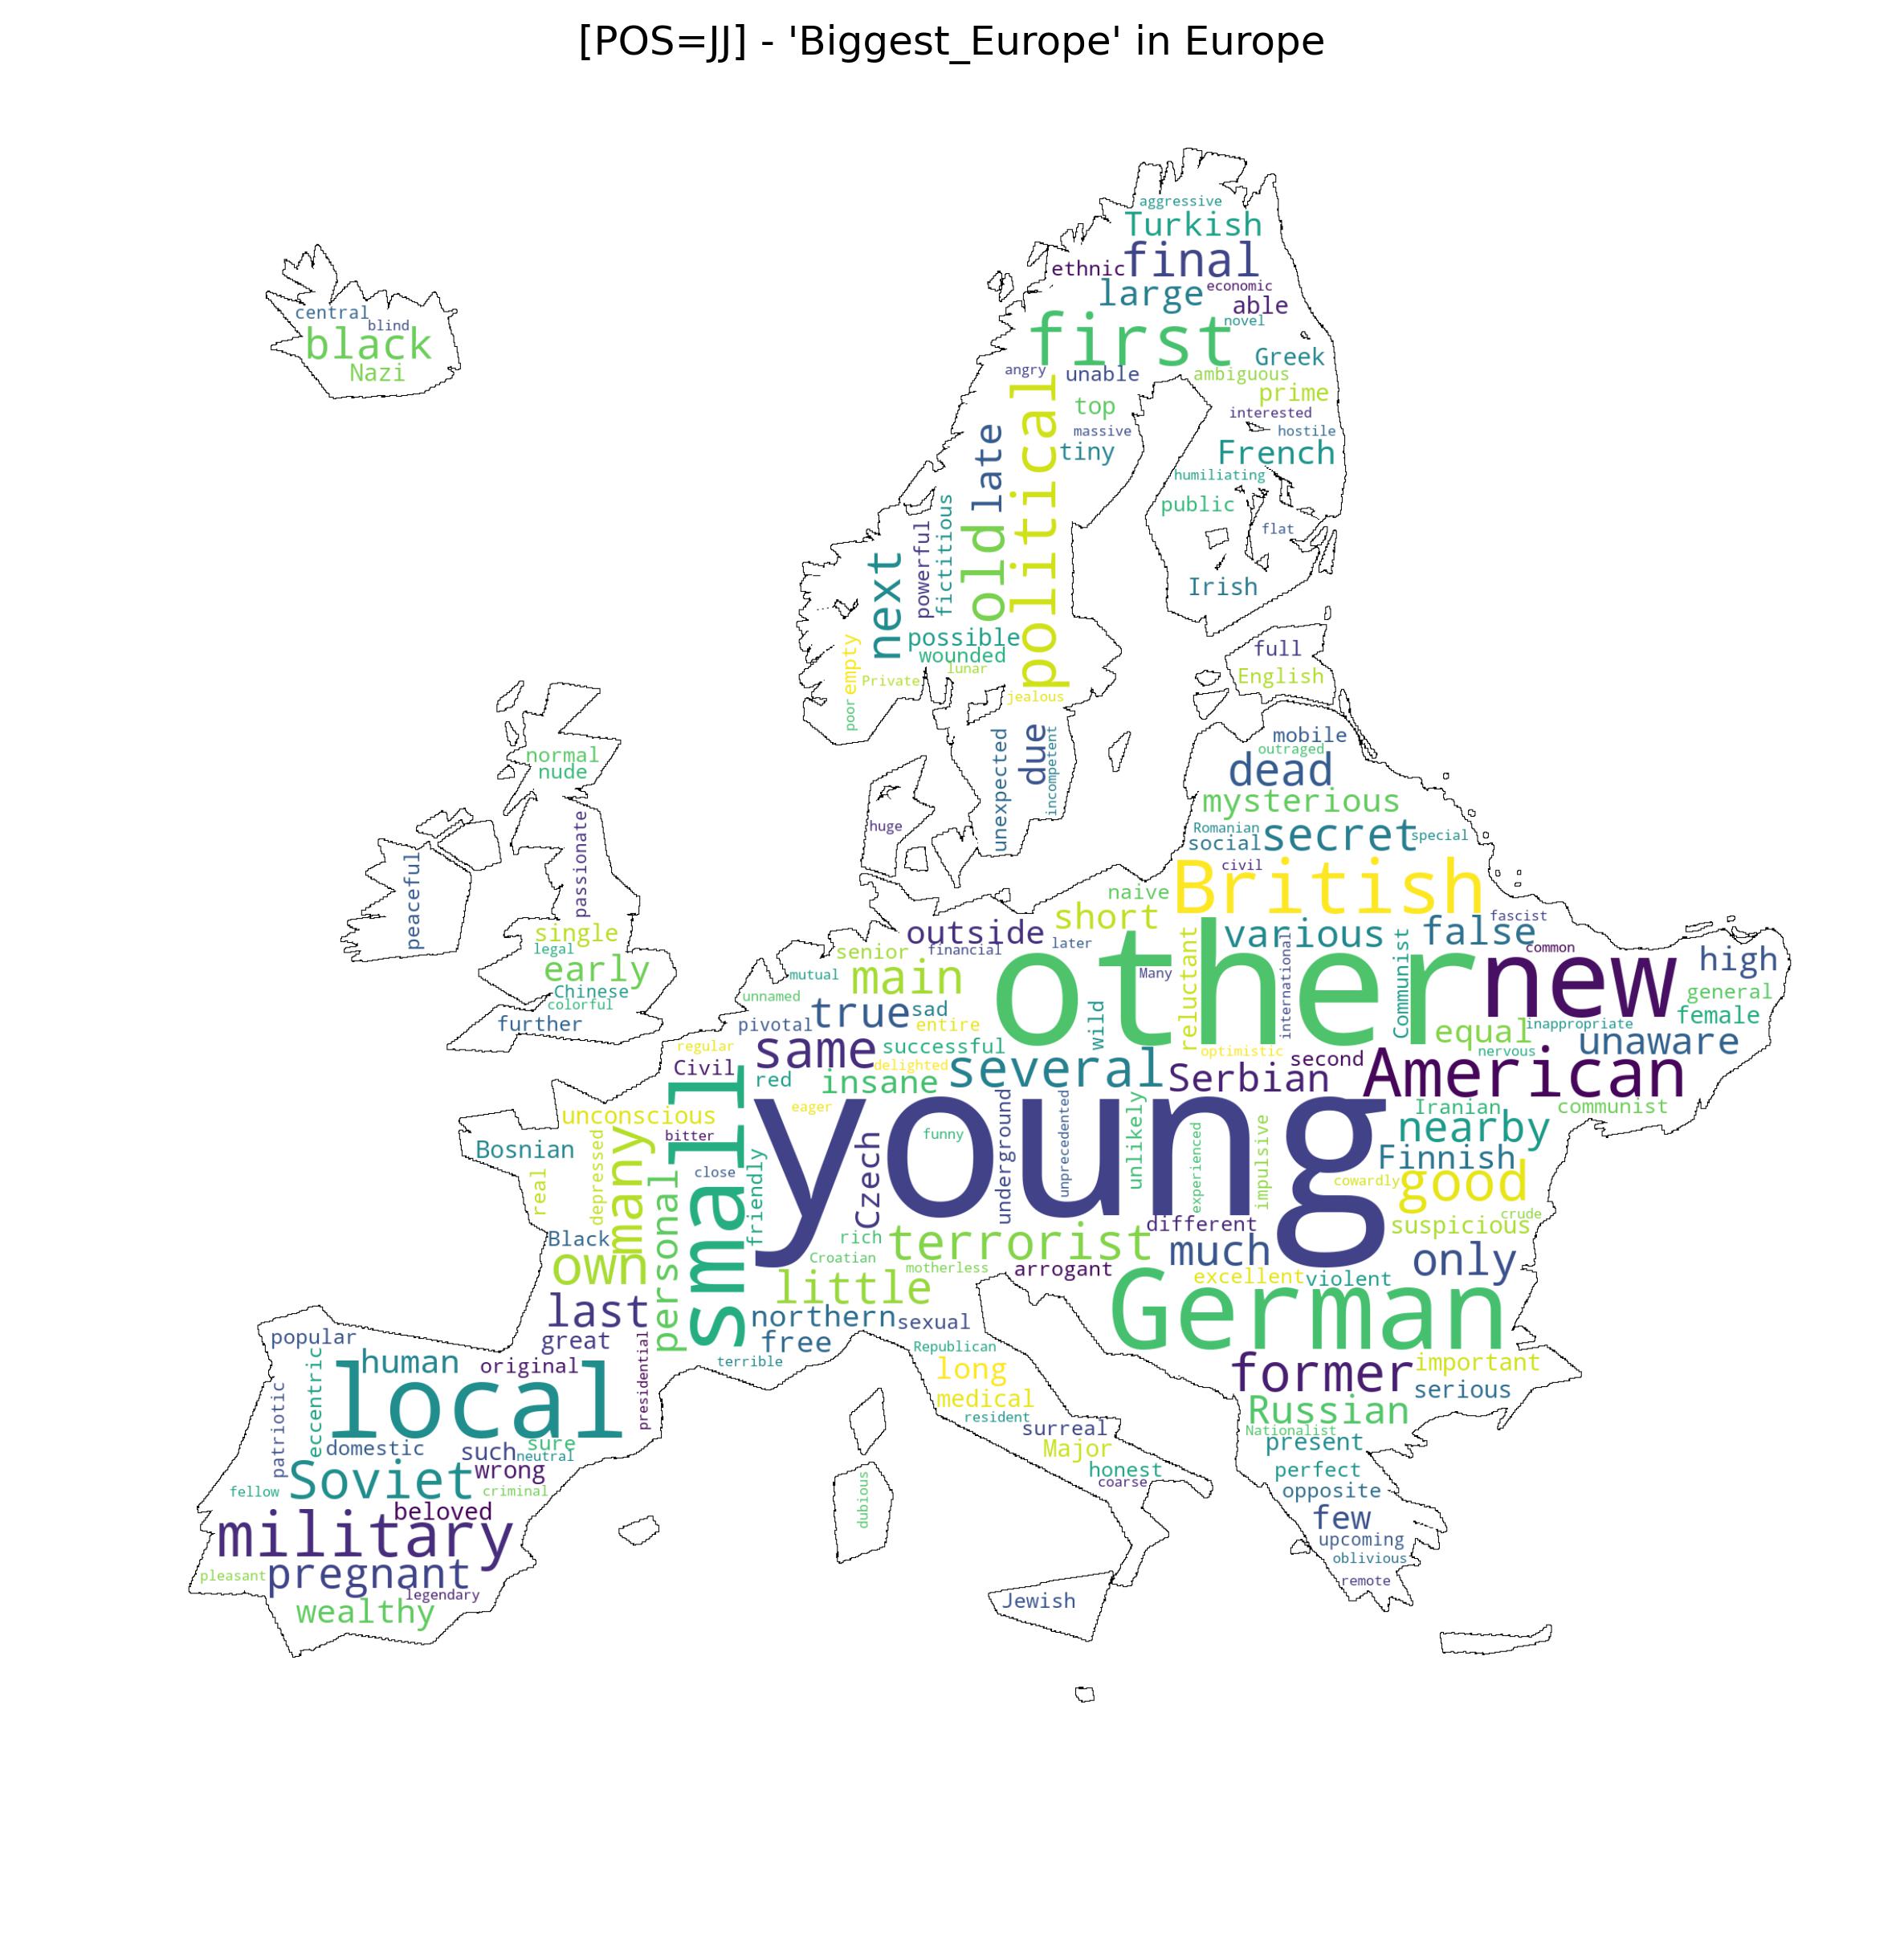 [POS=JJ] - 'Biggest_Europe' in Europe
aggressive
Turkish
final
ethnic
economic
large
able
novel
first
Greek
angry
unable
ambiguous
prime
top
interested
massive
hostile
tiny
French
late
political
humiliating
public
fictitious
powerful
old
flat
next
Irish
possible
wounded
lunar
empty
Private
jealous
poor
full
English
central
blind
black
Nazi
normal
nude
passionate
peaceful
single
legal
early
Chinese
colorful
further
unexpected
due
incompetent
huge
mobile
outraged
dead
mysterious
Romanian
secret
special
social
civil
British
naive
short
fascist
outside
various
false
later
common
senior
financial
high
main
mutual
Many
other
new
reluctant
international
Communist
general
unnamed
true
sad
wild
female
pivotal
entire
equal
inappropriate
unaware
regular
same
successful
optimistic
second
nervous
delighted
several
Serbian
American
Civil
red
insane
small
young
eager
Iranian
communist
unconscious
nearby
bitter
funny
underground
unprecedented
unlikely
experienced
impulsive
Bosnian
depressed
many
Czech
Finnish
close
real
personal
friendly
cowardly
good
crude
different
suspicious
Black
rich
terrorist
much
only
own
Croatian
motherless
arrogant
excellent
violent
little
German
last
northern
sexual
great
free
presidential
popular
Republican
terrible
human
original
long
former
important
eccentric
local
patriotic
medical
serious
resident
Russian
surreal
Nationalist
domestic
such
sure
neutral
Major
present
Soviet
wrong
honest
perfect
coarse
fellow
criminal
dubious
opposite
beloved
few
military
upcoming
oblivious
pleasant
pregnant
remote
legendary
Jewish
wealthy